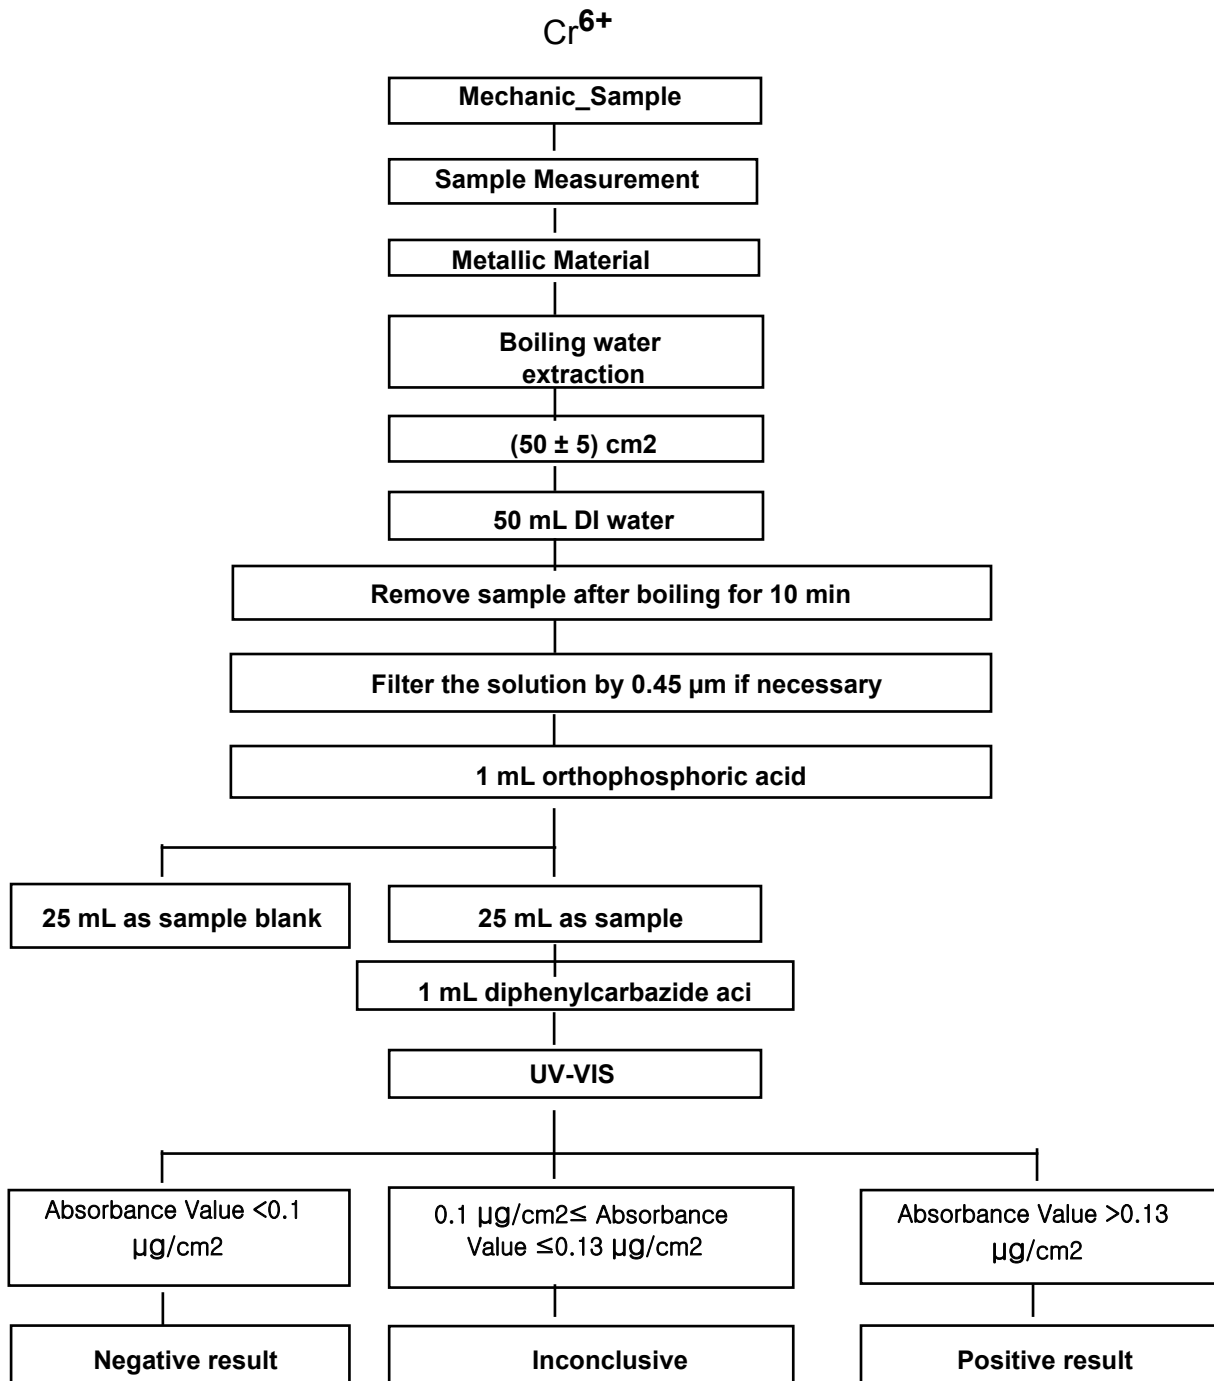 Cr6+
Mechanic_Sample
Sample Measurement
Metallic Material
Boiling water
extraction
(50 ± 5) cm2
50 mL DI water
Remove sample after boiling for 10 min
Filter the solution by 0.45 µm if necessary
1 mL orthophosphoric acid
25 mL as sample blank
25 mL as sample
1 mL diphenylcarbazide aci
UV-VIS
Absorbance Value <0.1
µg/cm2
0.1 µg/cm2≤ Absorbance
Value ≤0.13 µg/cm2
Absorbance Value >0.13
µg/cm2
Negative result
Inconclusive
Positive result